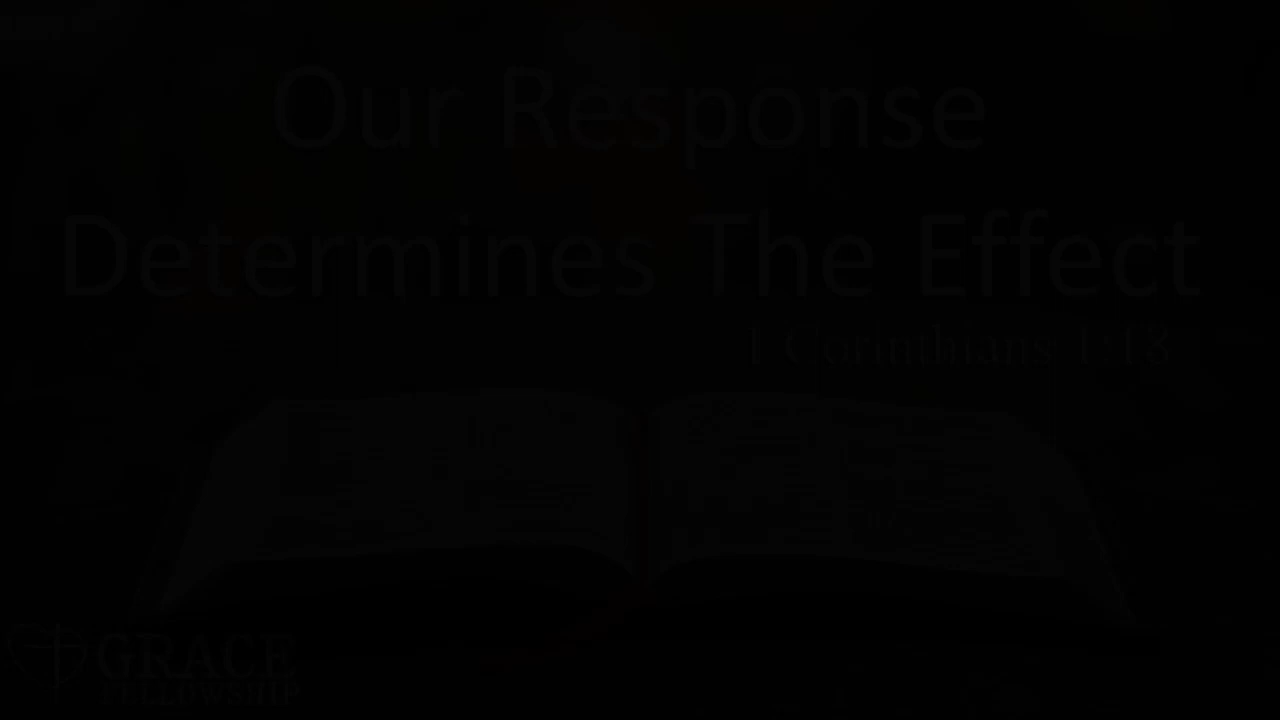 Our Response
Determines The Effect
1 Corinthians 1:13
GRACE
FELLOWSHIP